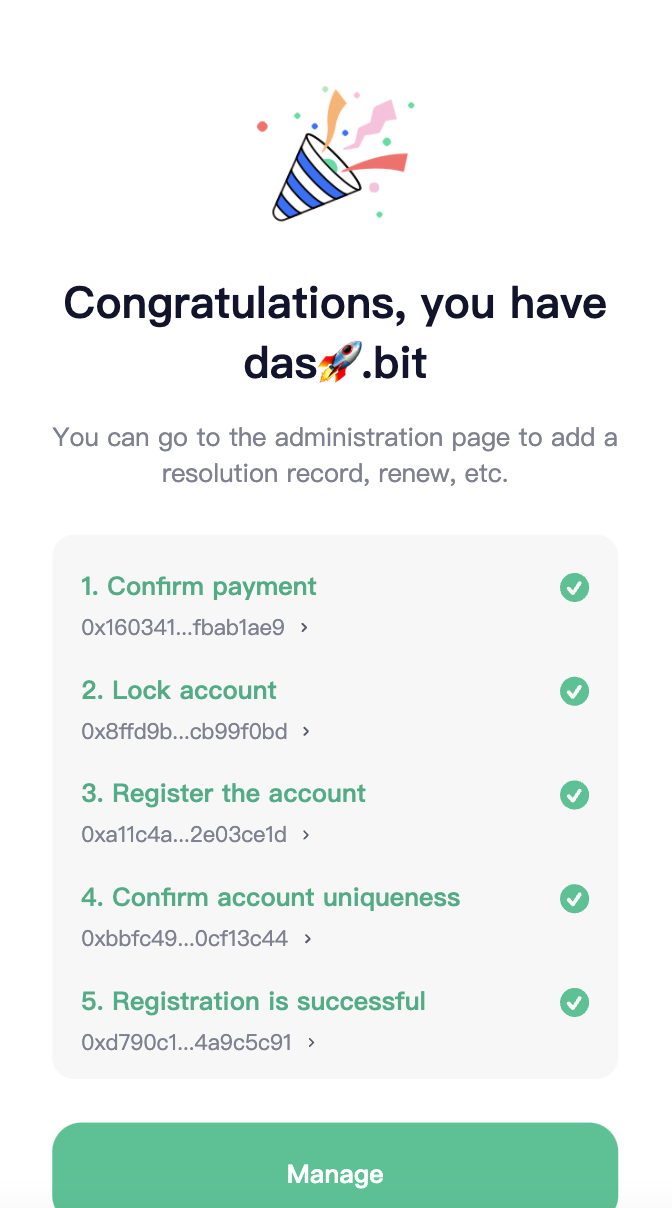 Congratulations, you have
das🚀.bit
You can go to the administration page to add a
resolution record, renew, etc.
1. Confirm payment
0x160341...fbab1ae9 >
2. Lock account
0x8ffd9b...cb99f0bd >
3. Register the account
0xa11c4a...2e03ce1d >
4. Confirm account uniqueness
0xbbfc49...0cf13c44 >
5. Registration is successful
0xd790c1...4a9c5c91 >
Manage